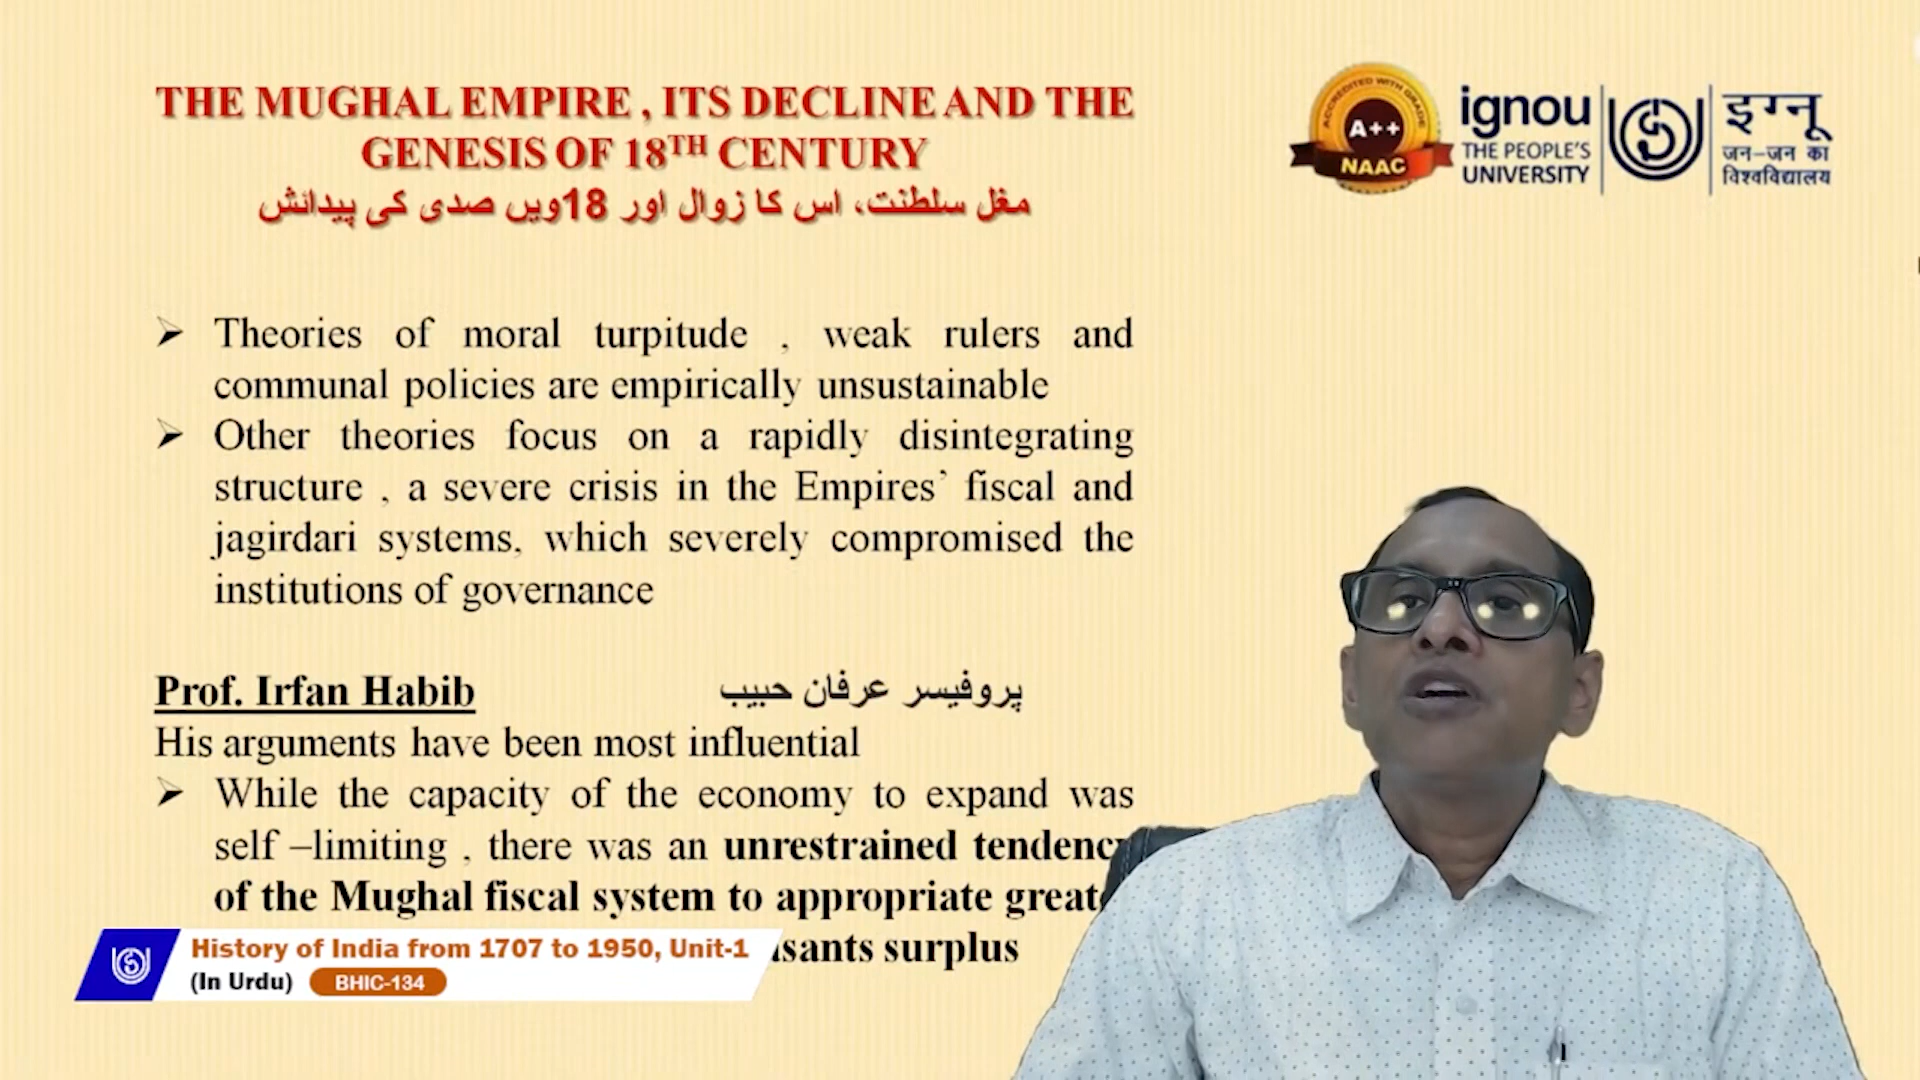 THE MUGHAL EMPIRE , ITS DECLINE AND THE
GENESIS OF 18TH CENTURY
مغل سلطنت، اس کا زوال اور 18ویں صدی کی پیدائش
ACCREDITED WITH GRADE
A++
NAAC
ignou
THE PEOPLE'S
UNIVERSITY
इग्नू
जन-जन का
विश्वविद्यालय
➢ Theories of moral turpitude , weak rulers and
communal policies are empirically unsustainable
➢ Other theories focus on a rapidly disintegrating
structure , a severe crisis in the Empires' fiscal and
jagirdari systems, which severely compromised the
institutions of governance
Prof. Irfan Habib پروفیسر عرفان حبیب
His arguments have been most influential
➢ While the capacity of the economy to expand was
self –limiting , there was an unrestrained
of the Mughal fiscal system to appropriate
surplus
History of India from 1707 to 1950, Unit-1
(In Urdu) BHIC-134